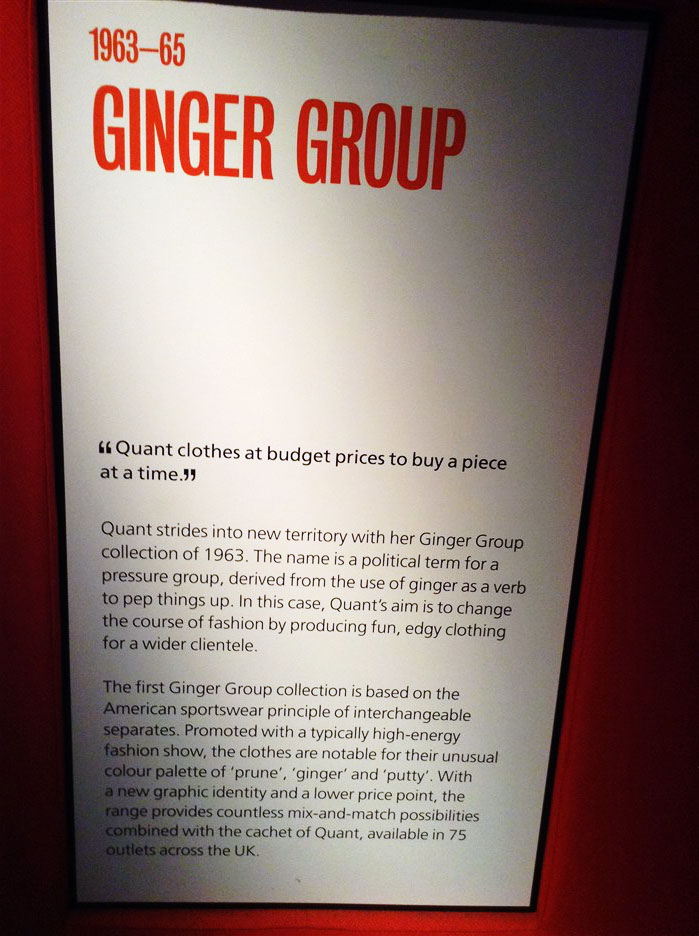 1963–65
GINGER GROUP
“Quant clothes at budget prices to buy a piece
at a time.”
Quant strides into new territory with her Ginger Group
collection of 1963. The name is a political term for a
pressure group, derived from the use of ginger as a verb
to pep things up. In this case, Quant’s aim is to change
the course of fashion by producing fun, edgy clothing
for a wider clientele.
The first Ginger Group collection is based on the
American sportswear principle of interchangeable
separates. Promoted with a typically high-energy
fashion show, the clothes are notable for their unusual
colour palette of ‘prune’, ‘ginger’ and ‘putty’. With
a new graphic identity and a lower price point, the
range provides countless mix-and-match possibilities
combined with the cachet of Quant, available in 75
outlets across the UK.